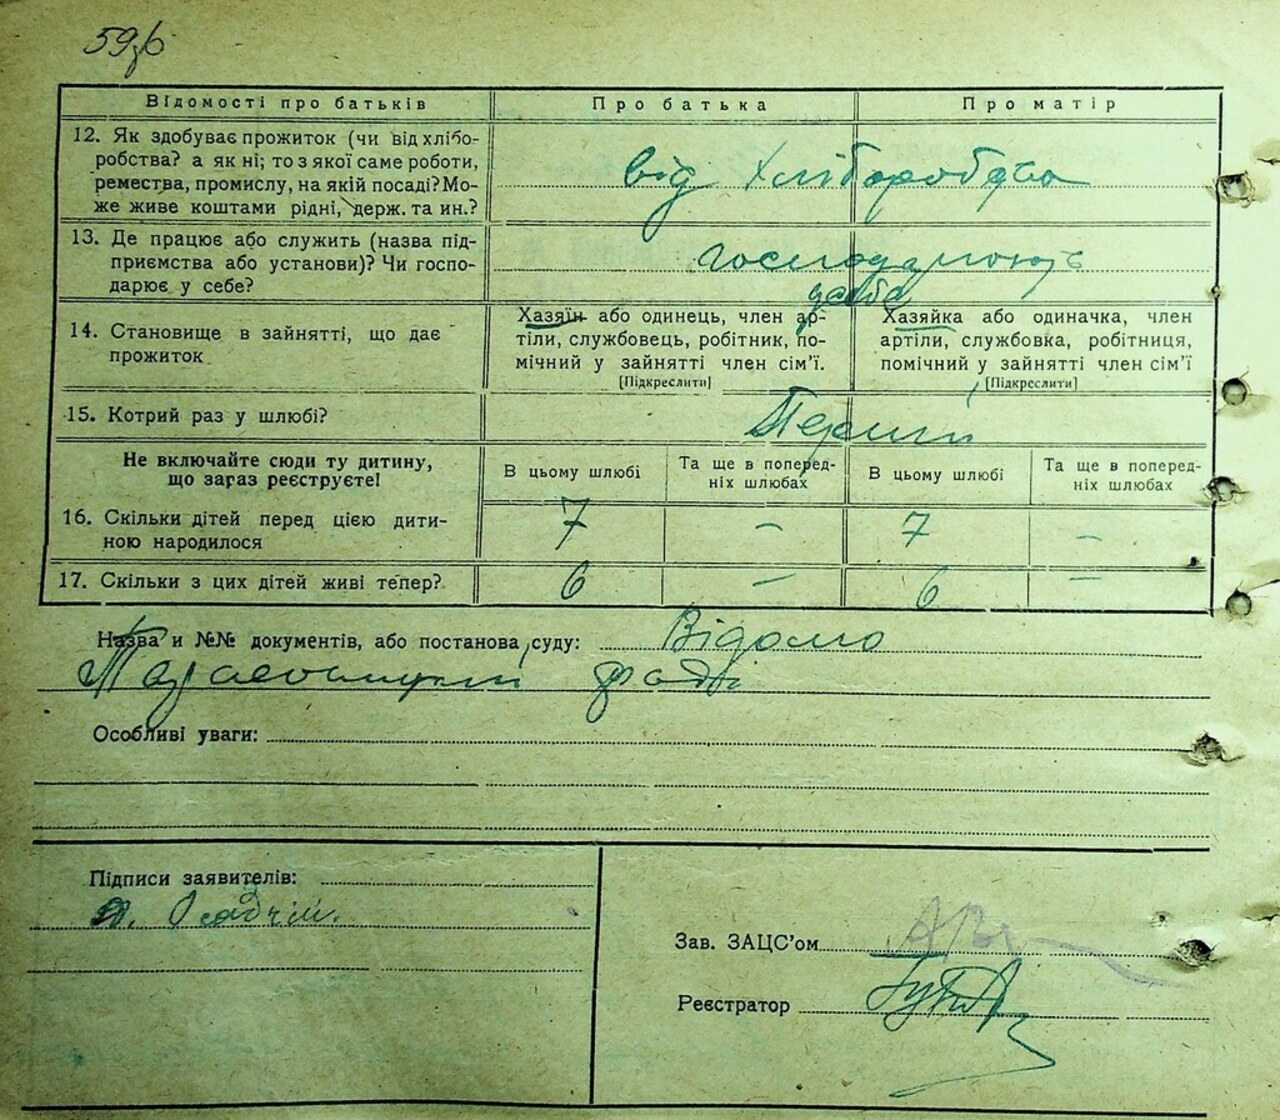 59зб
Відомості про батьків Про батька Про матір
12. Як здобуває прожиток (чи від хлібо-
робства? а як ні; то з якої саме роботи,
ремества, промислу, на якій посаді? Мо-
же живе коштами рідні, держ. та ин.?
від хліборобства
13. Де працює або служить (назва під-
приємства або установи)? Чи госпо-
дарює у себе?
господарюють
у себе
14. Становище в зайнятті, що дає
прожиток
Хазяїн або одинець, член ар-
тіли, службовець, робітник, по-
мічний у зайнятті член сім’ї.
[Підкреслити]
Хазяйка або одиначка, член
артіли, службовка, робітниця,
помічний у зайнятті член сім’ї
[Підкреслити]
15. Котрий раз у шлюбі? Перший
Не включайте сюди ту дитину,
що зараз реєструєте!
В цьому шлюбі Та ще в поперед-
ніх шлюбах В цьому шлюбі Та ще в поперед-
ніх шлюбах
16. Скільки дітей перед цією дити-
ною народилося
7 – 7 –
17. Скільки з цих дітей живі тепер? 6 – 6 –
Назва и №№ документів, або постанова суду: Відомо
раді
Особливі уваги:
Підписи заявителів:
Осадчій.
Зав. ЗАЦС’ом
Реєстратор